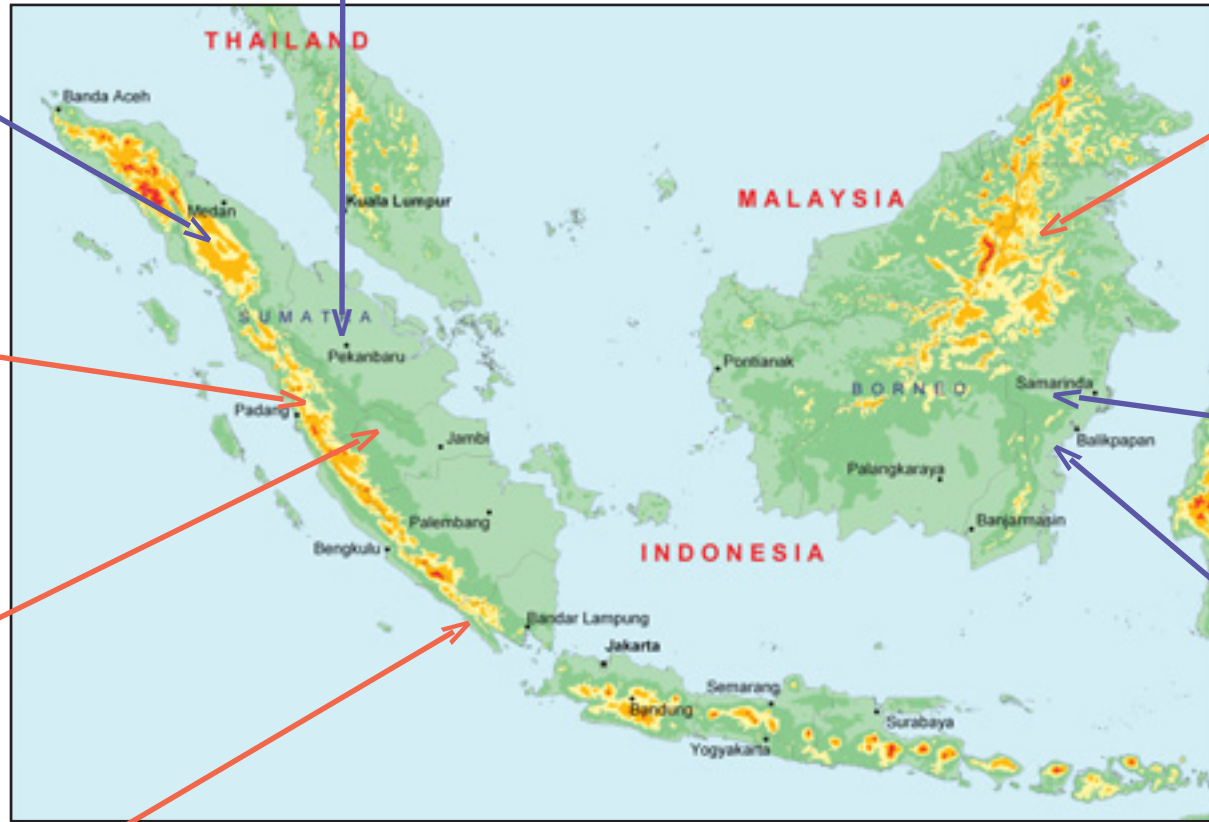 THAILAND
Banda Aceh
Medan
Kuala Lumpur
MALAYSIA
SUMATRA
Pekanbaru
Pontianak
BORNEO
Samarinda
Padang
Jambi
Balikpapan
Palangkaraya
Palembang
Banjarmasin
Bengkulu
INDONESIA
Bandar Lampung
Jakarta
Semarang
Bandung
Surabaya
Yogyakarta